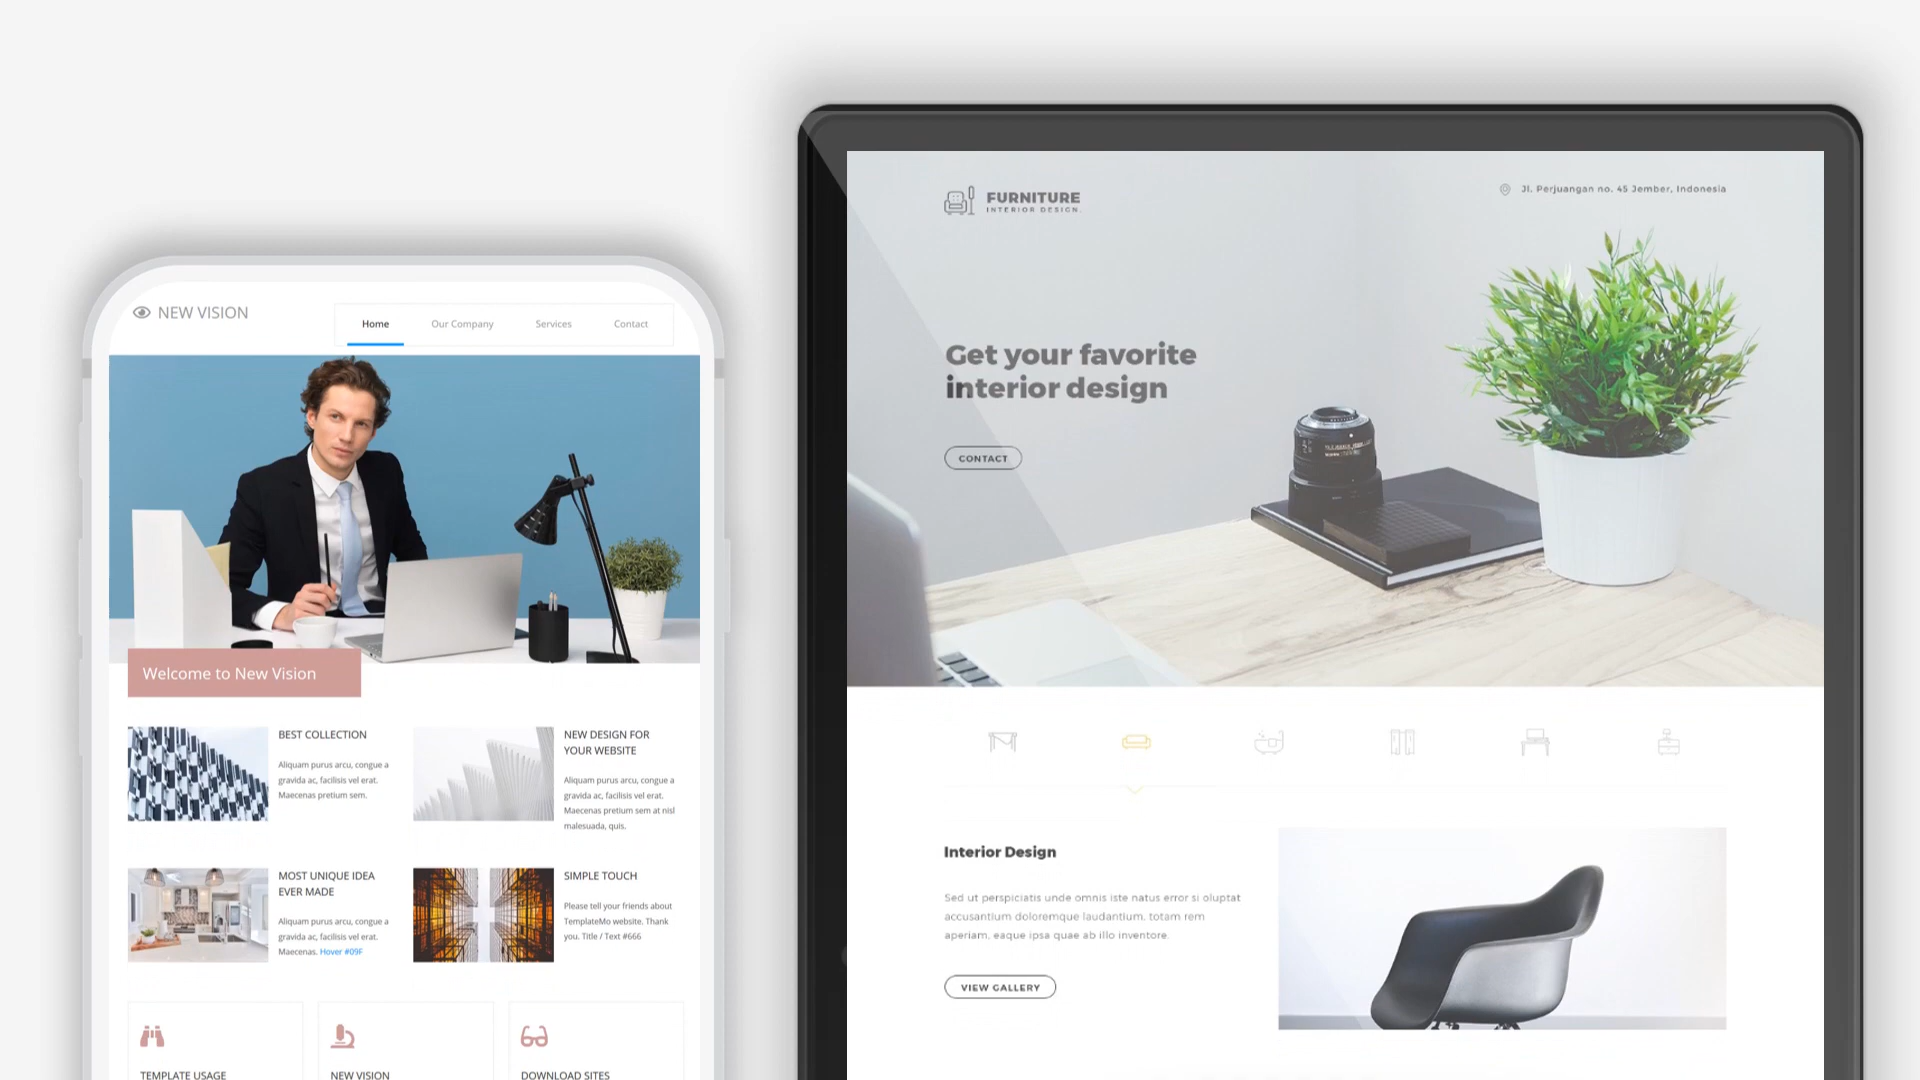 NEW VISION
Home
Our Company
Services
Contact
Welcome to New Vision
BEST COLLECTION
Aliquam purus arcu, congue a
gravida ac, facilisis vel erat.
Maecenas pretium sem.
NEW DESIGN FOR
YOUR WEBSITE
Aliquam purus arcu, congue a
gravida ac, facilisis vel erat.
Maecenas pretium sem at nisl
malesuada, quis.
MOST UNIQUE IDEA
EVER MADE
Aliquam purus arcu, congue a
gravida ac, facilisis vel erat.
Maecenas. Hover #09F
SIMPLE TOUCH
Please tell your friends about
TemplateMo website. Thank
you. Title / Text #666
TEMPLATE USAGE
NEW VISION
DOWNLOAD SITES
FURNITURE
INTERIOR DESIGN.
Jl. Perjuangan no. 45 Jember, Indonesia
Get your favorite
interior design
CONTACT
Interior Design
Sed ut perspiciatis unde omnis iste natus error si oluptat
accusantium doloremque laudantium, totam rem
aperiam, eaque ipsa quae ab illo inventore.
VIEW GALLERY